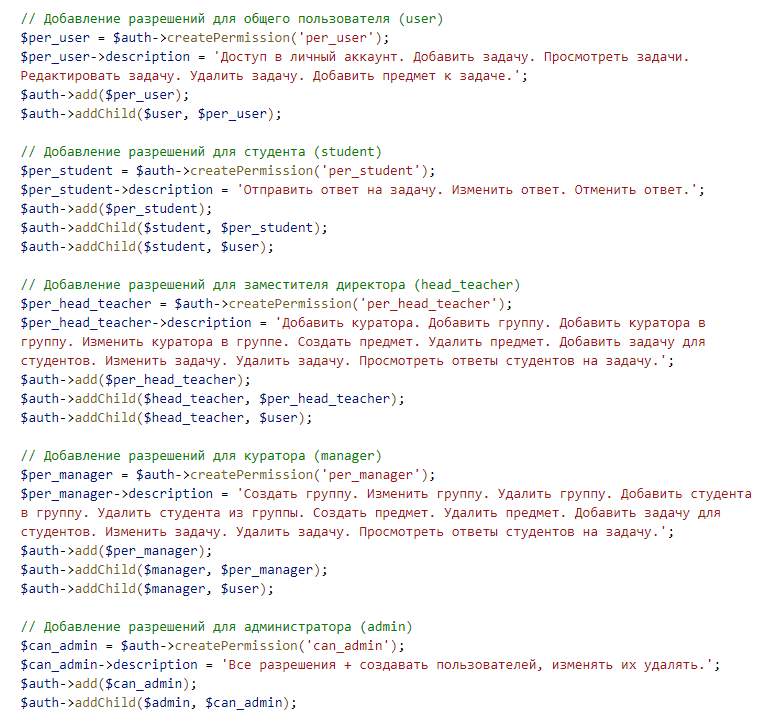 // Добавление разрешений для общего пользователя (user)
$per_user = $auth->createPermission('per_user');
$per_user->description = 'Доступ в личный аккаунт. Добавить задачу. Просмотреть задачи.
Редактировать задачу. Удалить задачу. Добавить предмет к задаче.';
$auth->add($per_user);
$auth->addChild($user, $per_user);
// Добавление разрешений для студента (student)
$per_student = $auth->createPermission('per_student');
$per_student->description = 'Отправить ответ на задачу. Изменить ответ. Отменить ответ.';
$auth->add($per_student);
$auth->addChild($student, $per_student);
$auth->addChild($student, $user);
// Добавление разрешений для заместителя директора (head_teacher)
$per_head_teacher = $auth->createPermission('per_head_teacher');
$per_head_teacher->description = 'Добавить куратора. Добавить группу. Добавить куратора в
группу. Изменить куратора в группе. Создать предмет. Удалить предмет. Добавить задачу для
студентов. Изменить задачу. Удалить задачу. Просмотреть ответы студентов на задачу.';
$auth->add($per_head_teacher);
$auth->addChild($head_teacher, $per_head_teacher);
$auth->addChild($head_teacher, $user);
// Добавление разрешений для куратора (manager)
$per_manager = $auth->createPermission('per_manager');
$per_manager->description = 'Создать группу. Изменить группу. Удалить группу. Добавить студента
в группу. Удалить студента из группы. Создать предмет. Удалить предмет. Добавить задачу для
студентов. Изменить задачу. Удалить задачу. Просмотреть ответы студентов на задачу.';
$auth->add($per_manager);
$auth->addChild($manager, $per_manager);
$auth->addChild($manager, $user);
// Добавление разрешений для администратора (admin)
$can_admin = $auth->createPermission('can_admin');
$can_admin->description = 'Все разрешения + создавать пользователей, изменять их удалять.';
$auth->add($can_admin);
$auth->addChild($admin, $can_admin);